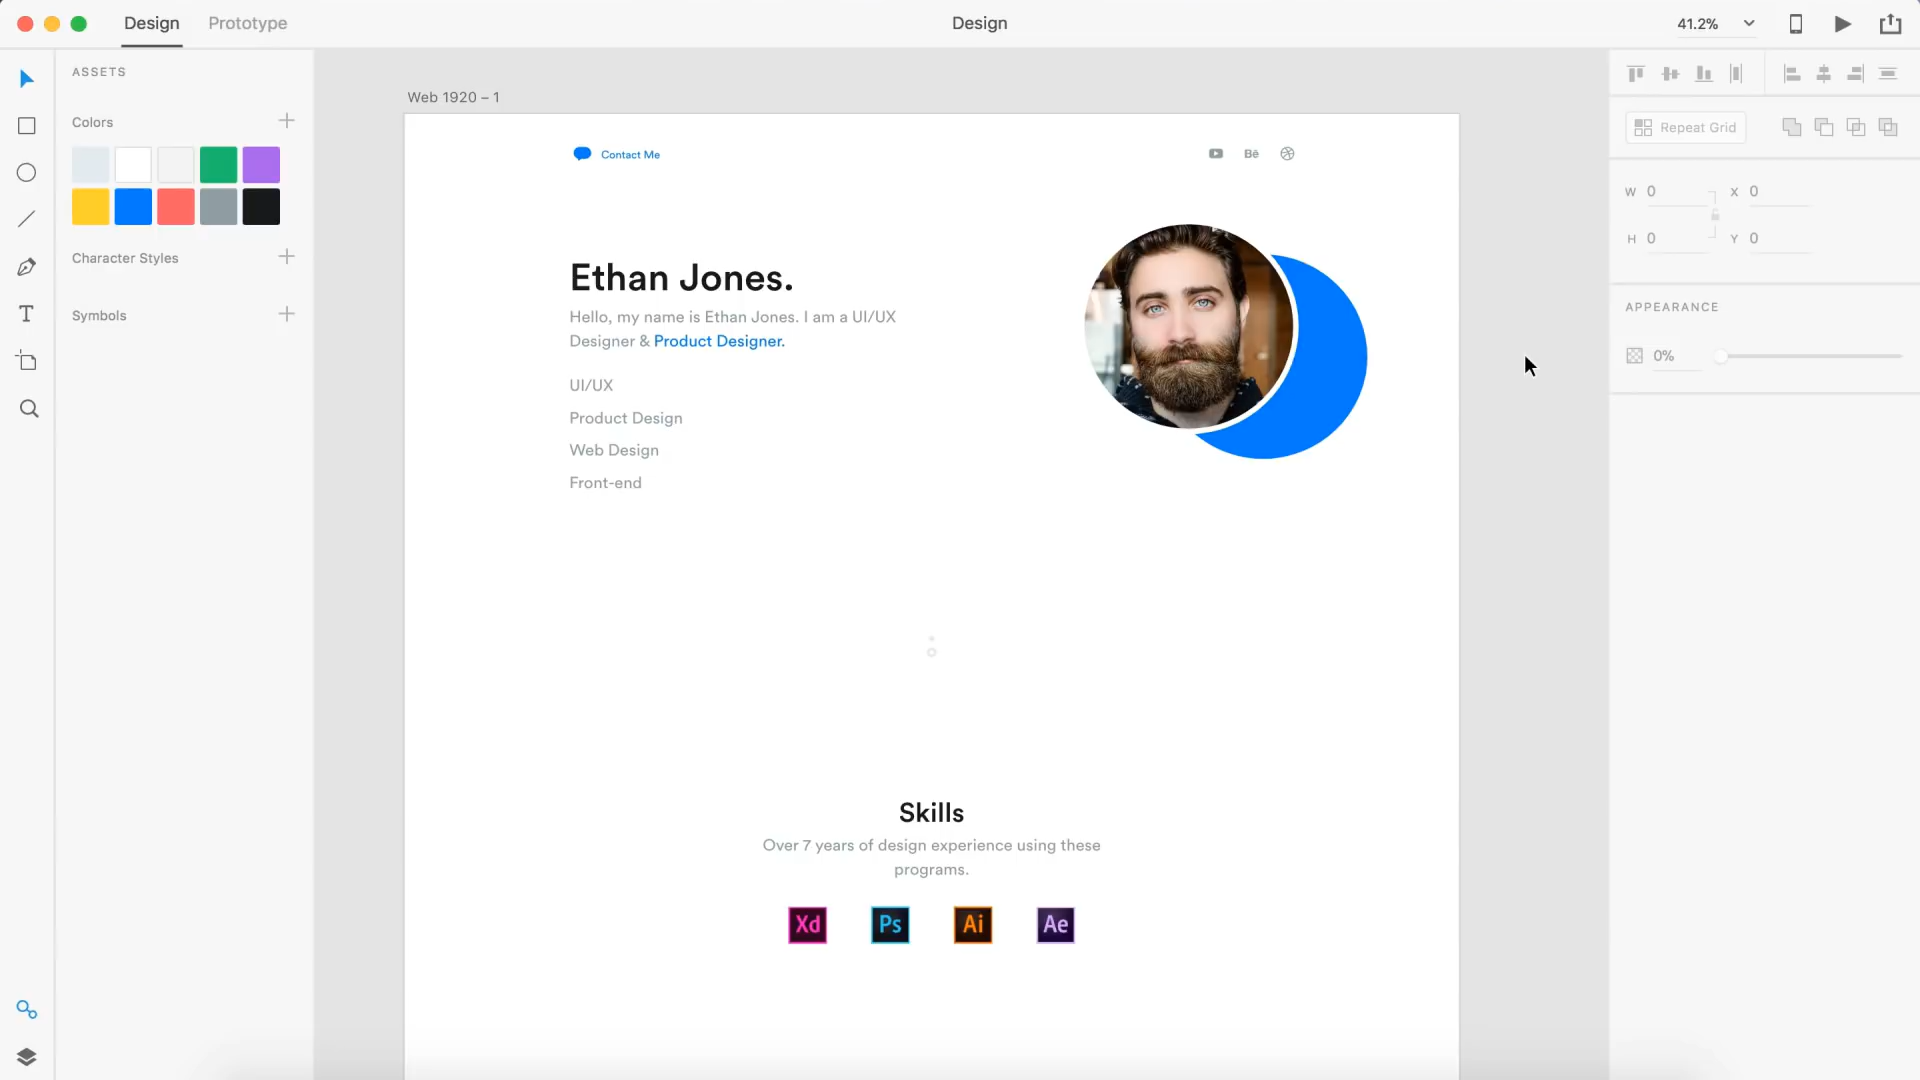 Design
Prototype
Design
41.2%
ASSETS
Colors
Character Styles
Symbols
Web 1920 – 1
Contact Me
Bē
Ethan Jones.
Hello, my name is Ethan Jones. I am a UI/UX
Designer & Product Designer.
UI/UX
Product Design
Web Design
Front-end
Skills
Over 7 years of design experience using these
programs.
Xd
Ps
Ai
Ae
Repeat Grid
W 0
X 0
H 0
Y 0
APPEARANCE
0%